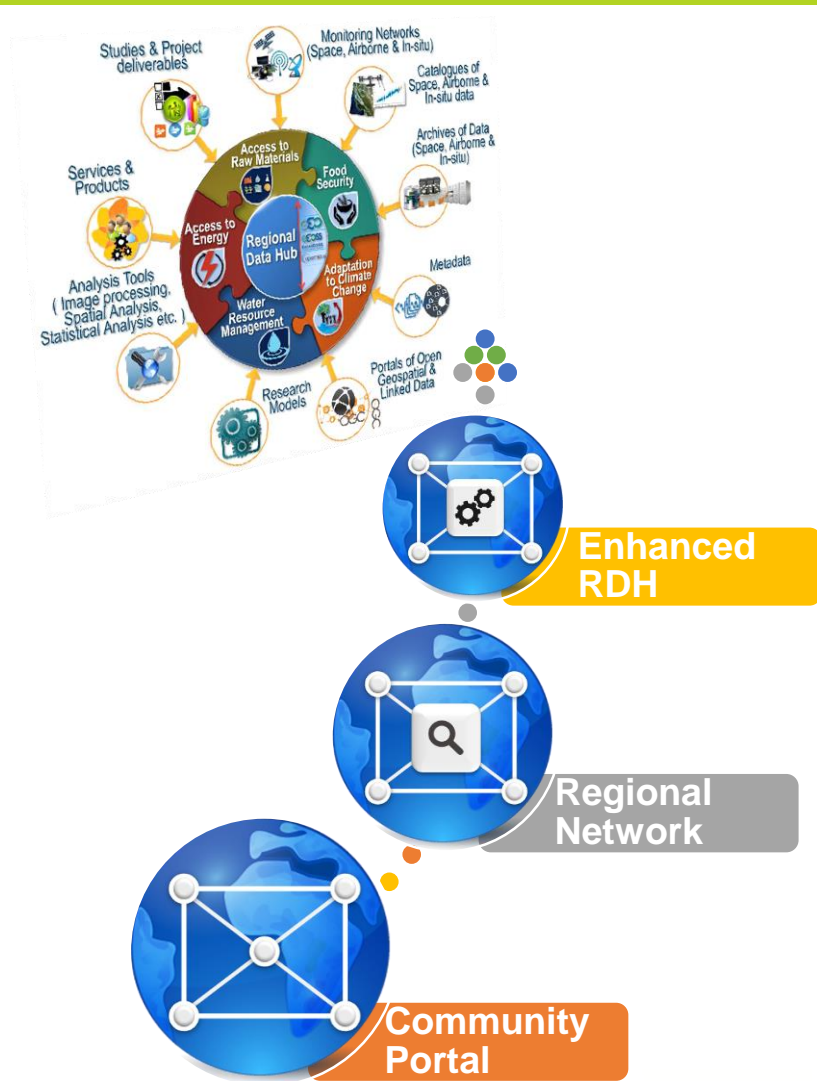 Studies & Project
deliverables
Monitoring Networks
(Space, Airborne & In-situ)
Catalogues of
Space, Airborne &
In-situ data
Archives of Data
(Space, Airborne &
In-situ)
Services &
Products
Access to
Raw Materials
Food
Security
Access to
Energy
Regional
Data Hub
Metadata
Adaptation
to Climate
Change
Analysis Tools
( Image processing,
Spatial Analysis,
Statistical Analysis etc. )
Water
Resource
Management
Portals of Open
Geospatial &
Linked Data
Research
Models
OGC
Enhanced
RDH
Regional
Network
Community
Portal